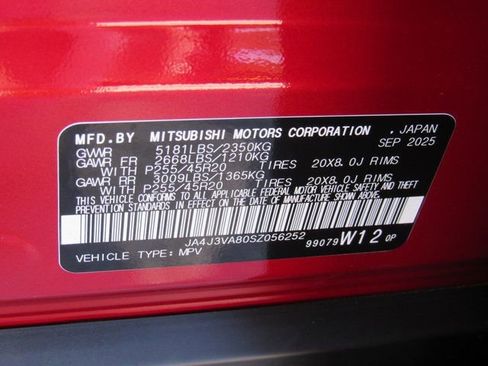 MFD.BY MITSUBISHI MOTORS CORPORATION , JAPAN
GVWR 5181LBS/2350KG SEP 2025
GAWR FR 2668LBS/1210KG
WITH P255/45R20 TIRES 20X8.0J RIMS
GAWR RR 3009LBS/1365KG
WITH P255/45R20 TIRES 20X8.0J RIMS
THIS VEHICLE CONFORMS TO ALL APPLICABLE FEDERAL MOTOR VEHICLE SAFETY AND THEFT
PREVENTION STANDARDS IN EFFECT ON THE DATE OF MANUFACTURE SHOWN ABOVE.
JA4J3VA80SZ056252 99079 W12 0P
VEHICLE TYPE: MPV